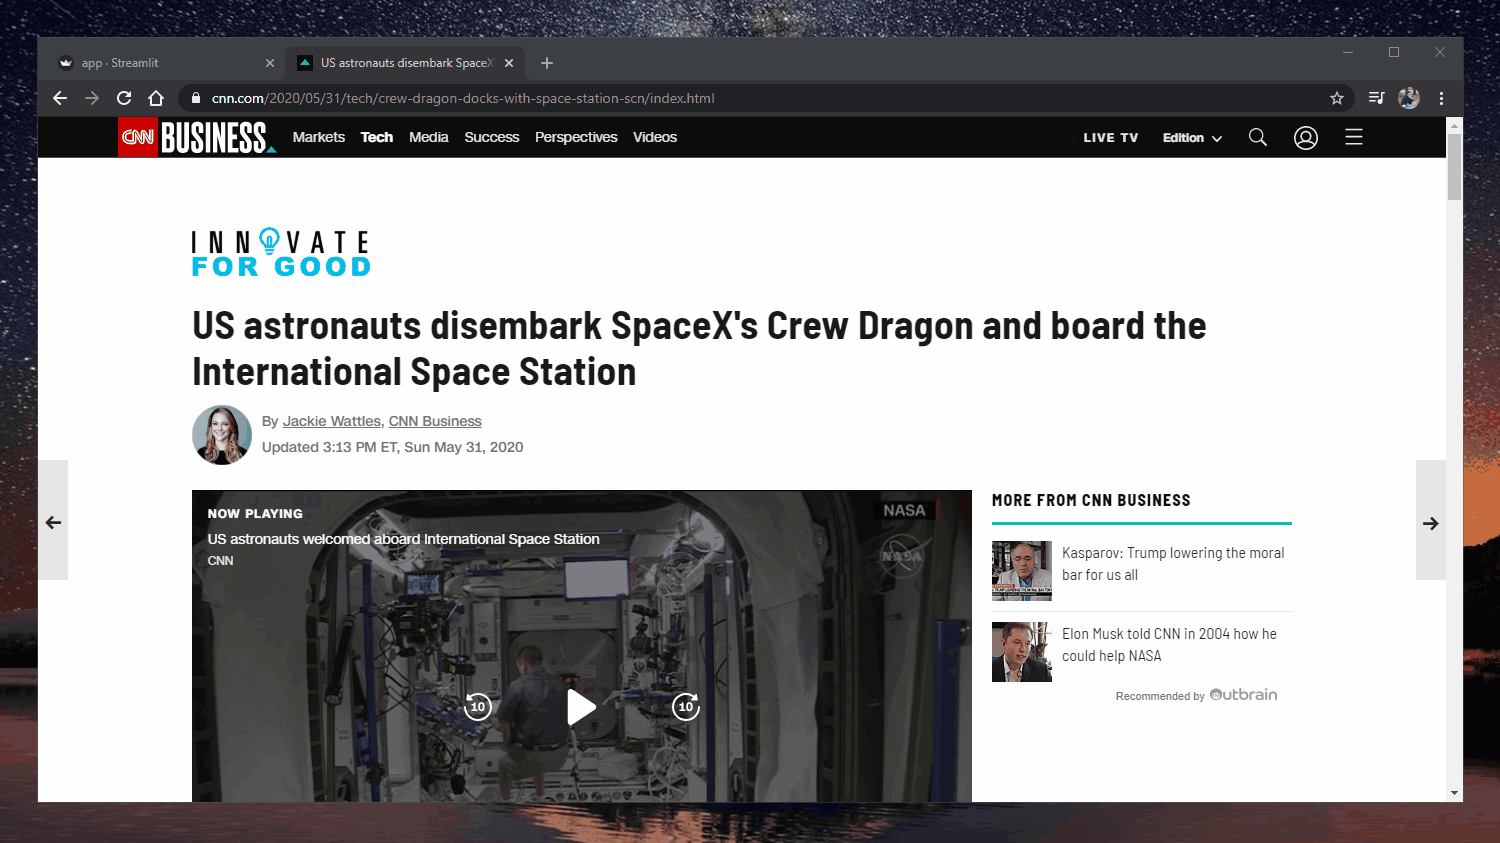 app · Streamlit
US astronauts disembark SpaceX
cnn.com/2020/05/31/tech/crew-dragon-docks-with-space-station-scn/index.html
CNN BUSINESS Markets Tech Media Success Perspectives Videos LIVE TV Edition
INNOVATE
FOR GOOD
US astronauts disembark SpaceX's Crew Dragon and board the
International Space Station
By Jackie Wattles, CNN Business
Updated 3:13 PM ET, Sun May 31, 2020
NOW PLAYING
US astronauts welcomed aboard International Space Station
CNN
NASA
NASA
10
10
MORE FROM CNN BUSINESS
Kasparov: Trump lowering the moral
bar for us all
Elon Musk told CNN in 2004 how he
could help NASA
Recommended by Outbrain